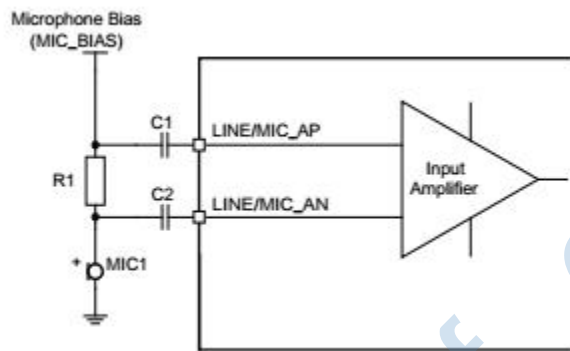 Microphone Bias
(MIC_BIAS)
C1
LINE/MIC_AP
R1
Input
Amplifier
C2
LINE/MIC_AN
+
MIC1